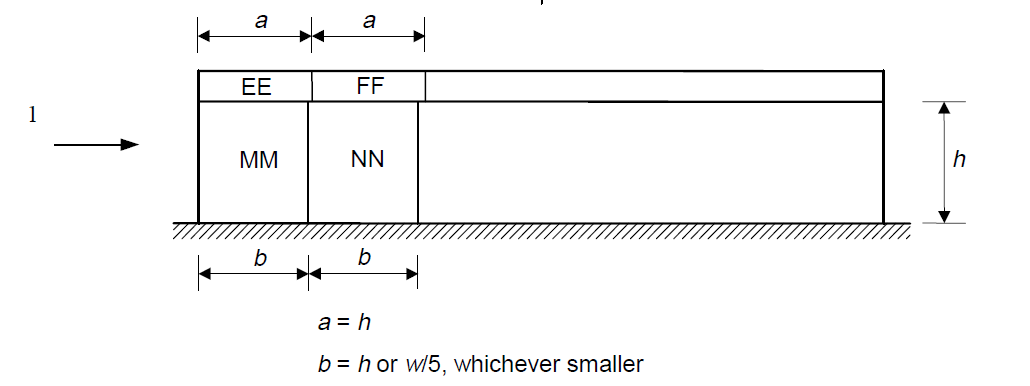 a a
EE FF
1
MM NN
h
b b
a = h
b = h or w/5, whichever smaller